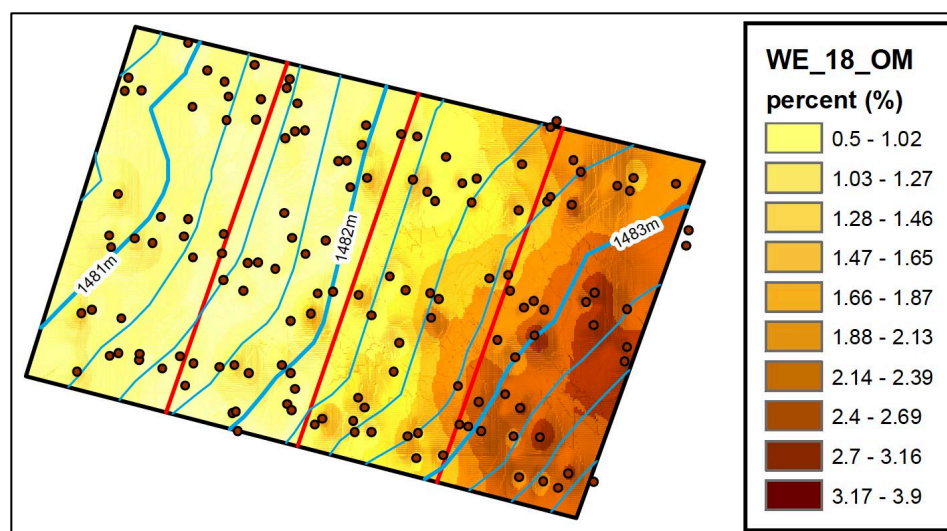 WE_18_OM
percent (%)
0.5 - 1.02
1.03 - 1.27
1.28 - 1.46
1.47 - 1.65
1.66 - 1.87
1.88 - 2.13
2.14 - 2.39
2.4 - 2.69
2.7 - 3.16
3.17 - 3.9
1481m
1482m
1483m